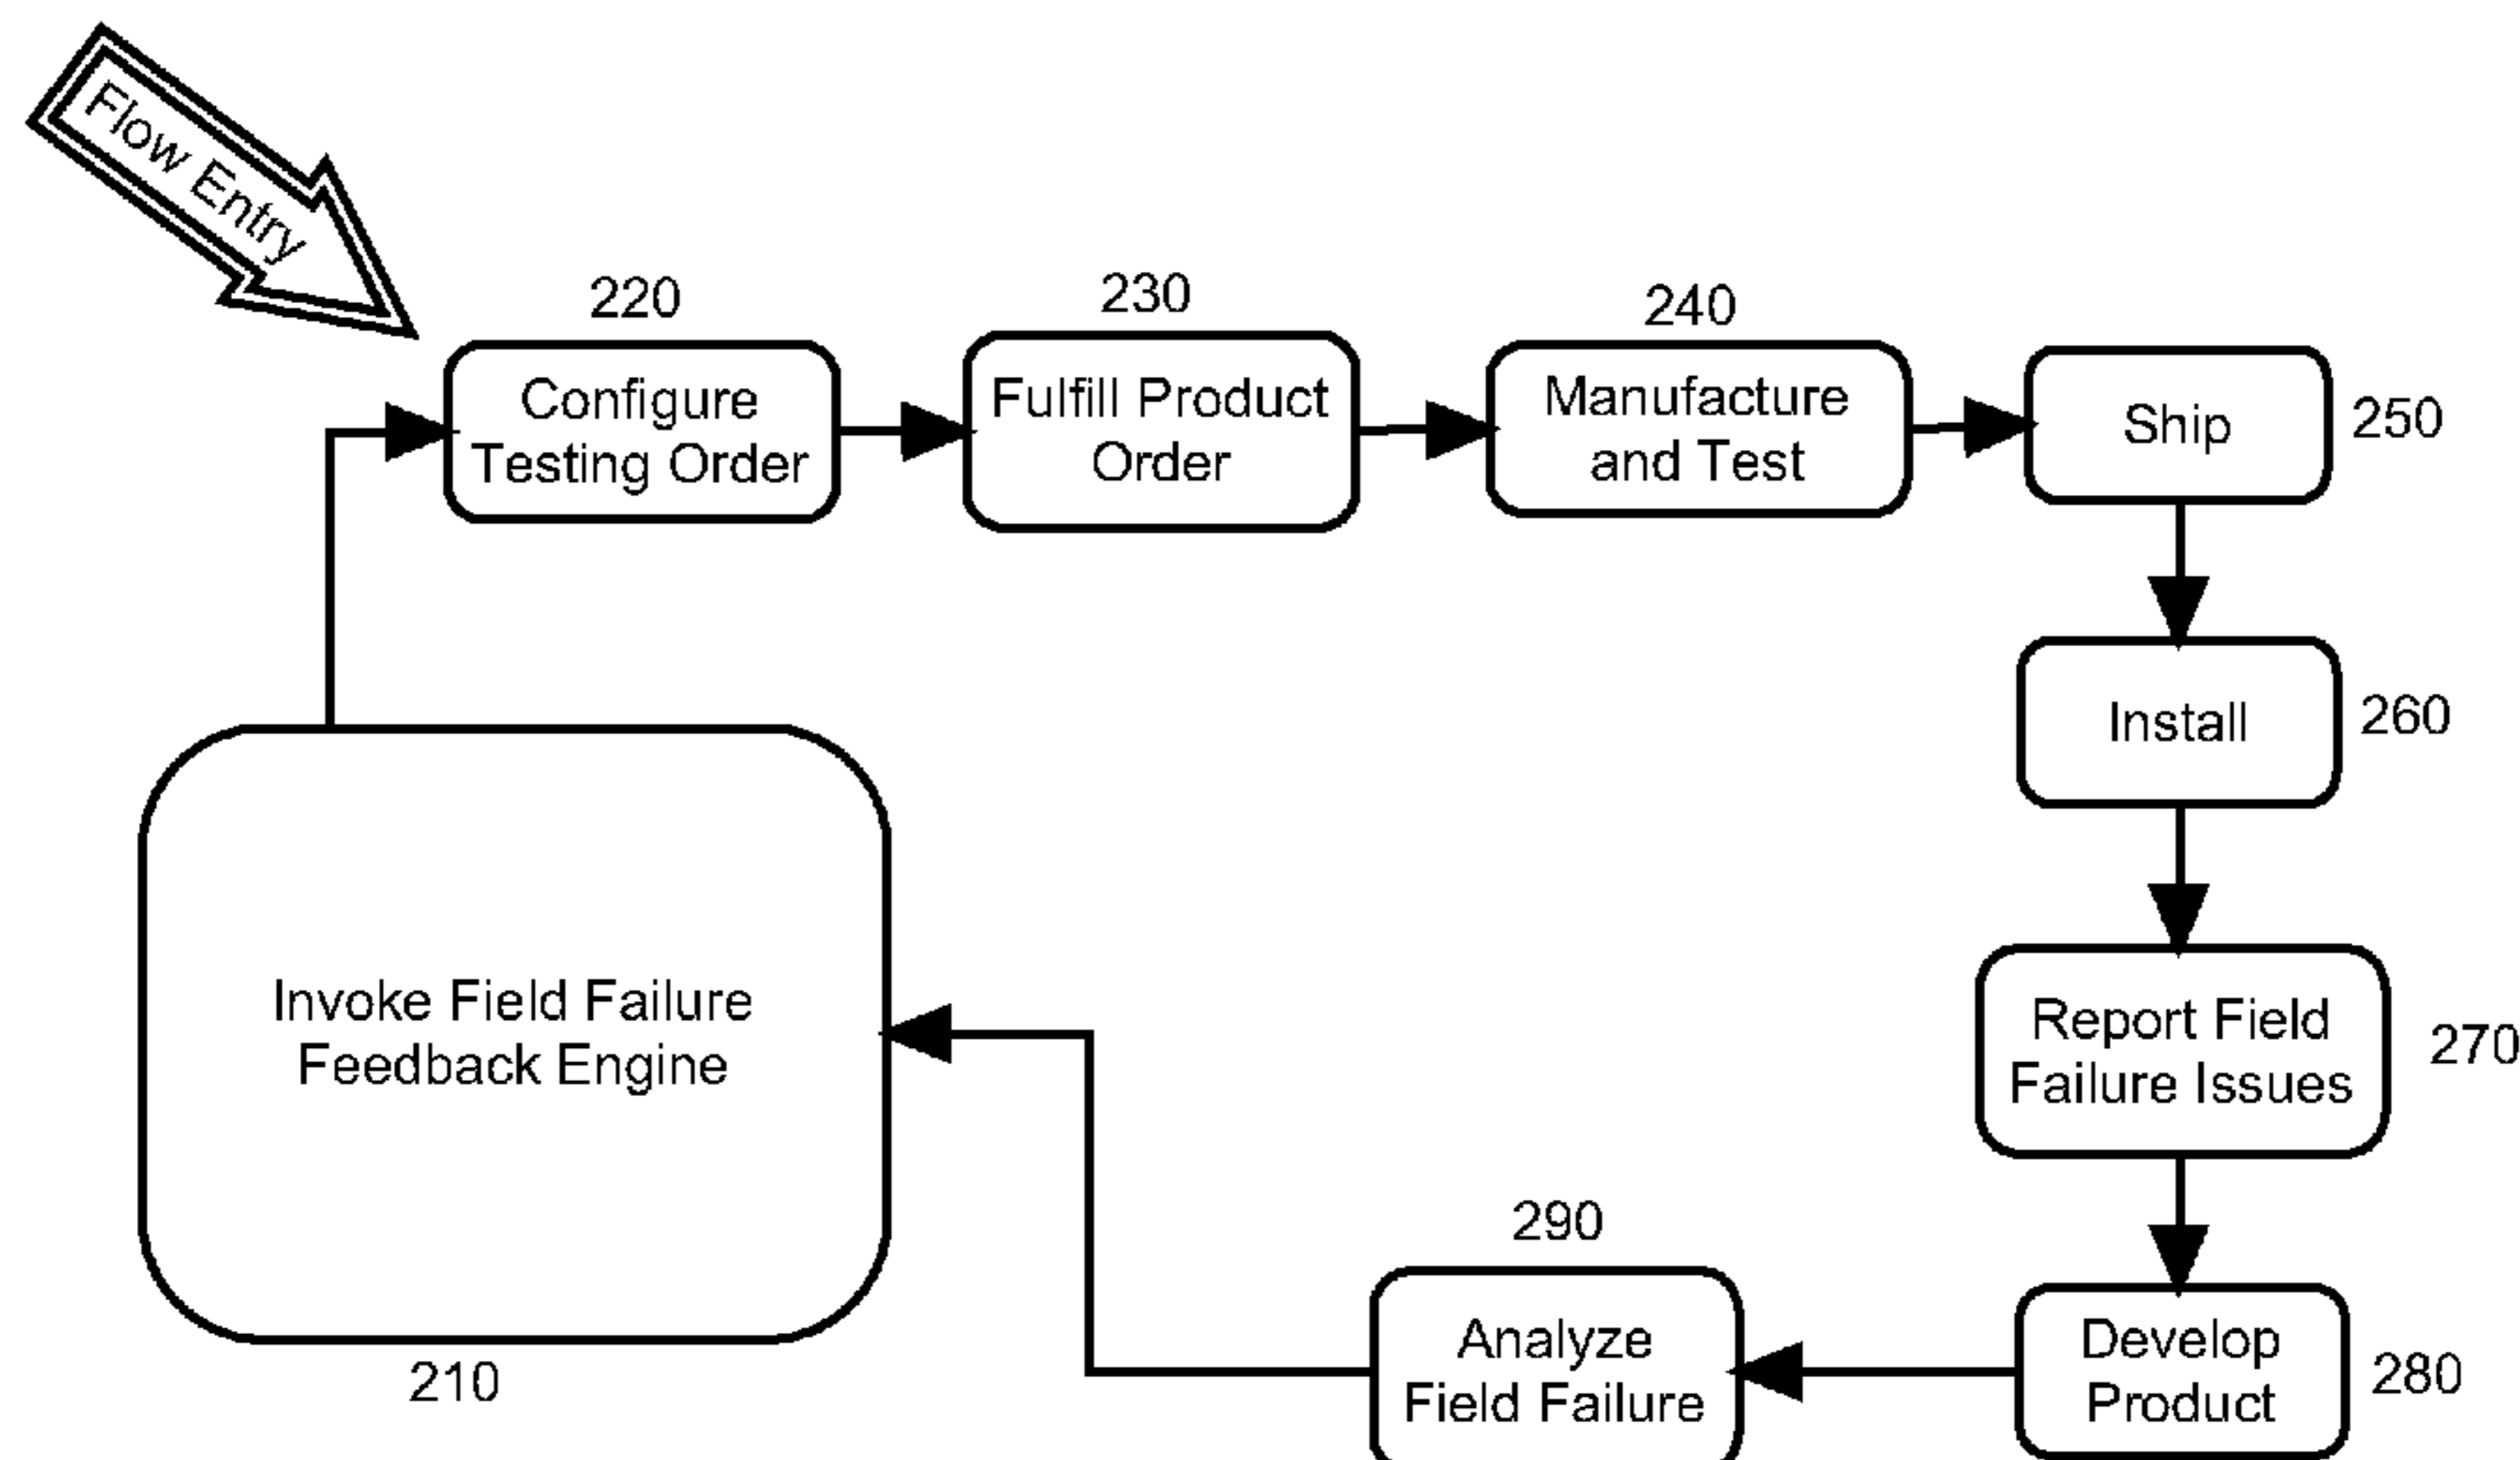 Flow Entry
220
230
240
Configure
Testing Order
Fulfill Product
Order
Manufacture
and Test
Ship
250
Install
260
Report Field
Failure Issues
270
Develop
Product
280
290
Analyze
Field Failure
Invoke Field Failure
Feedback Engine
210